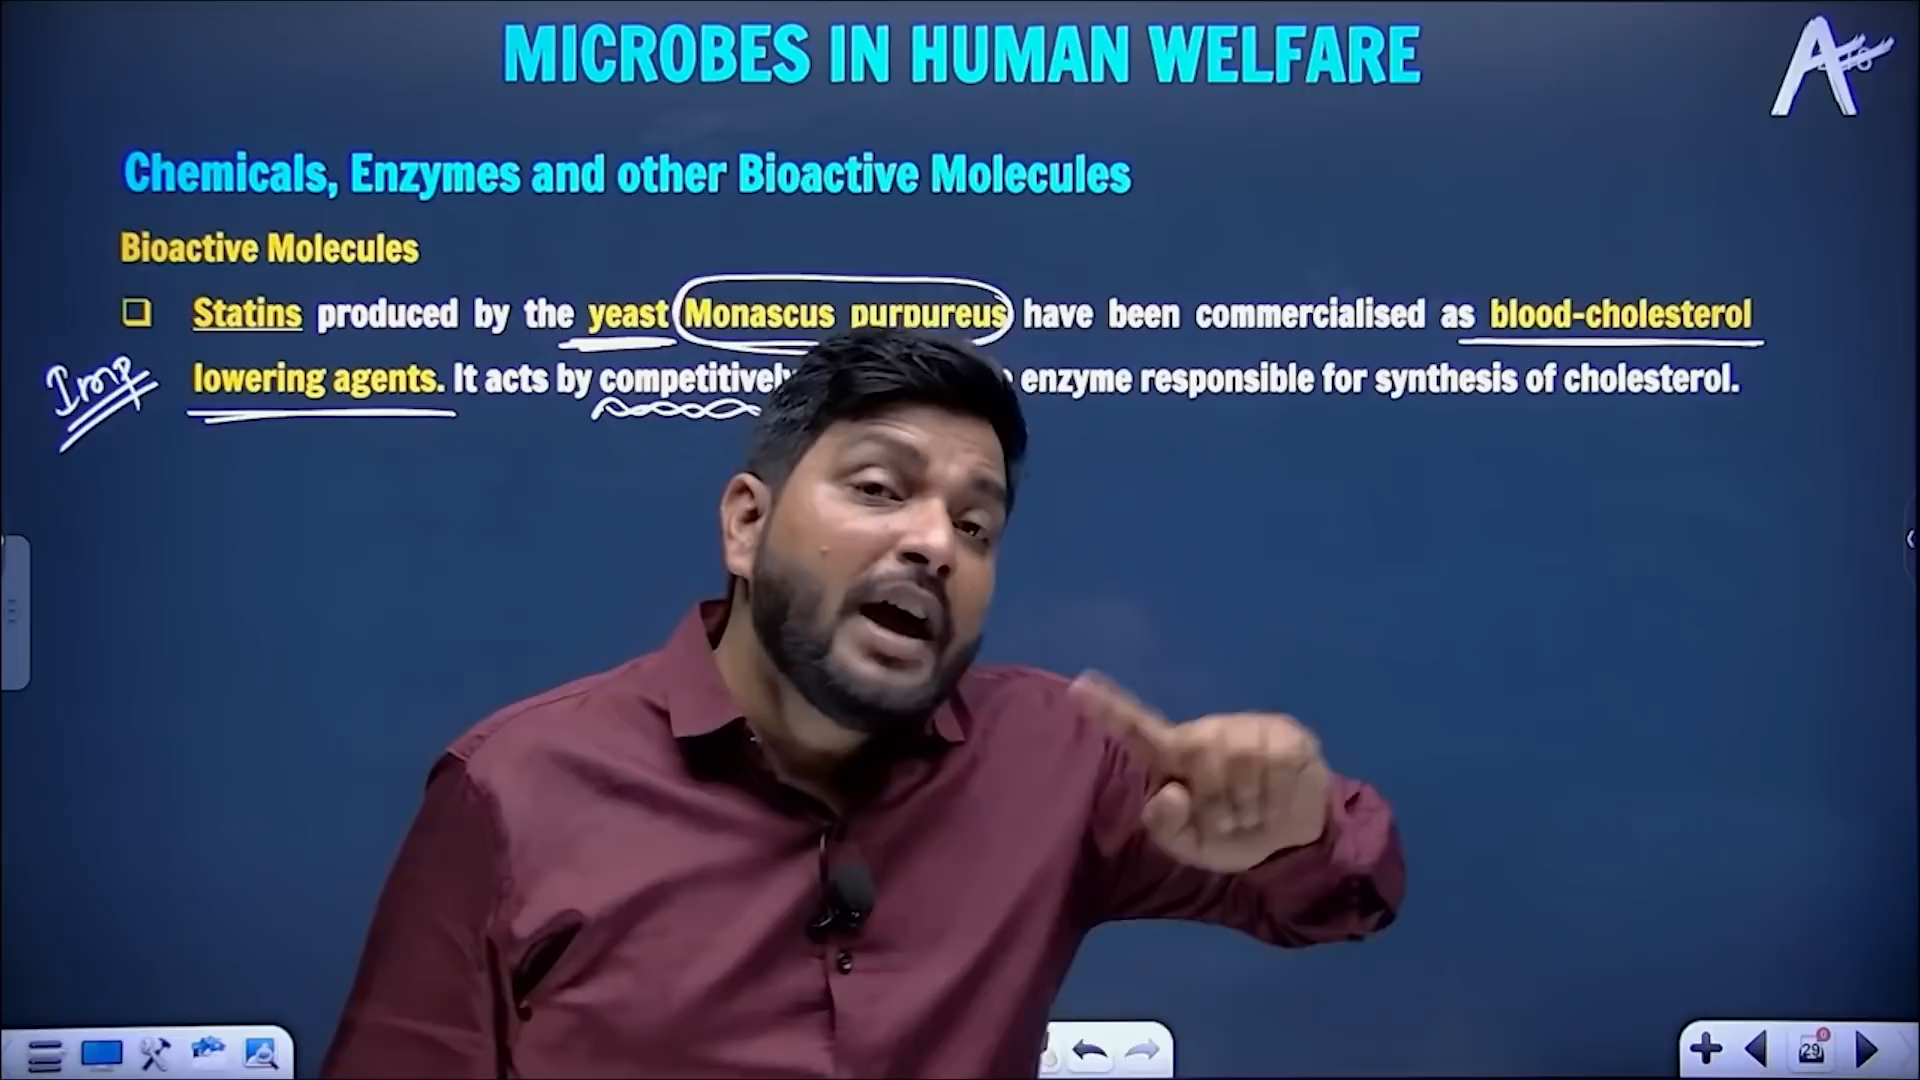 MICROBES IN HUMAN WELFARE
Chemicals, Enzymes and other Bioactive Molecules
Bioactive Molecules
Statins produced by the yeast Monascus purpureus have been commercialised as blood-cholesterol
Imp lowering agents. It acts by competitively enzyme responsible for synthesis of cholesterol.
29
0